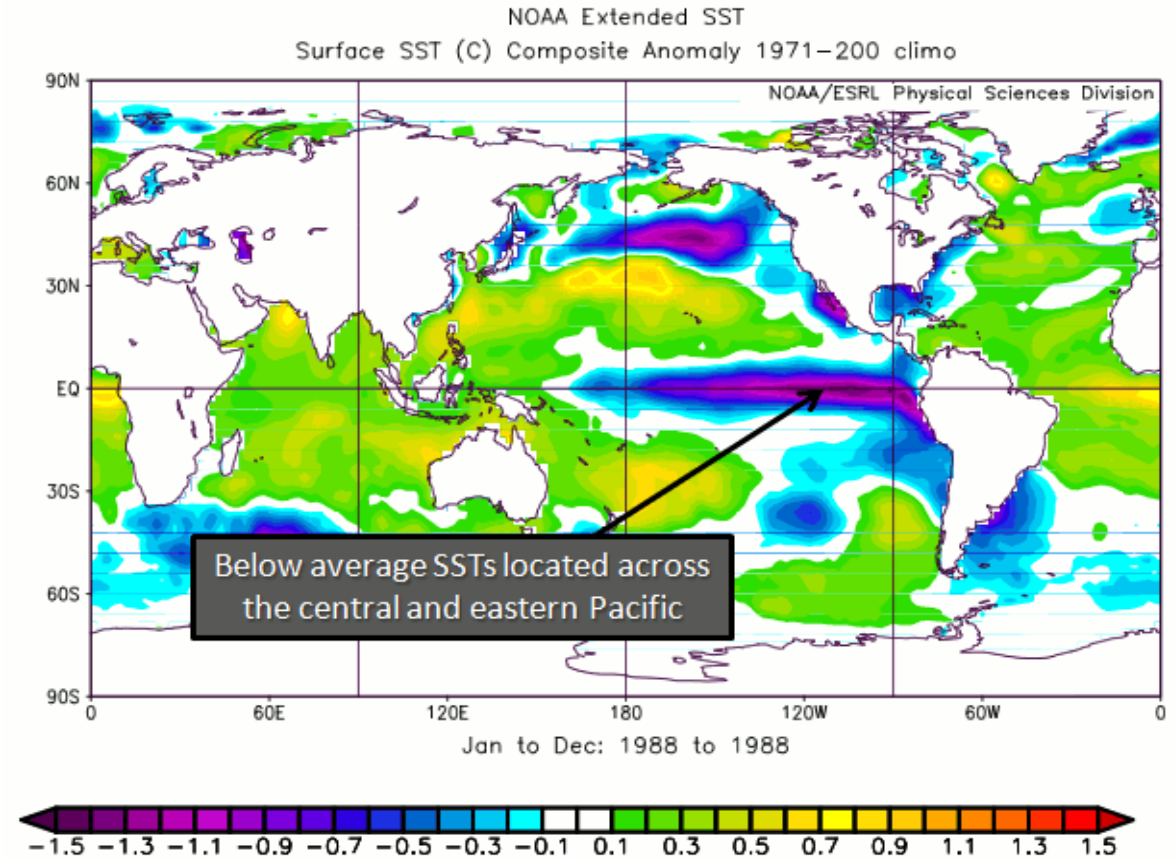 NOAA Extended SST
Surface SST (C) Composite Anomaly 1971-200 climo
NOAA/ESRL Physical Sciences Division
90N
60N
30N
EQ
30S
60S
90S
Below average SSTs located across
the central and eastern Pacific
0 60E 120E 180 120W 60W 0
Jan to Dec: 1988 to 1988
-1.5 -1.3 -1.1 -0.9 -0.7 -0.5 -0.3 -0.1 0.1 0.3 0.5 0.7 0.9 1.1 1.3 1.5